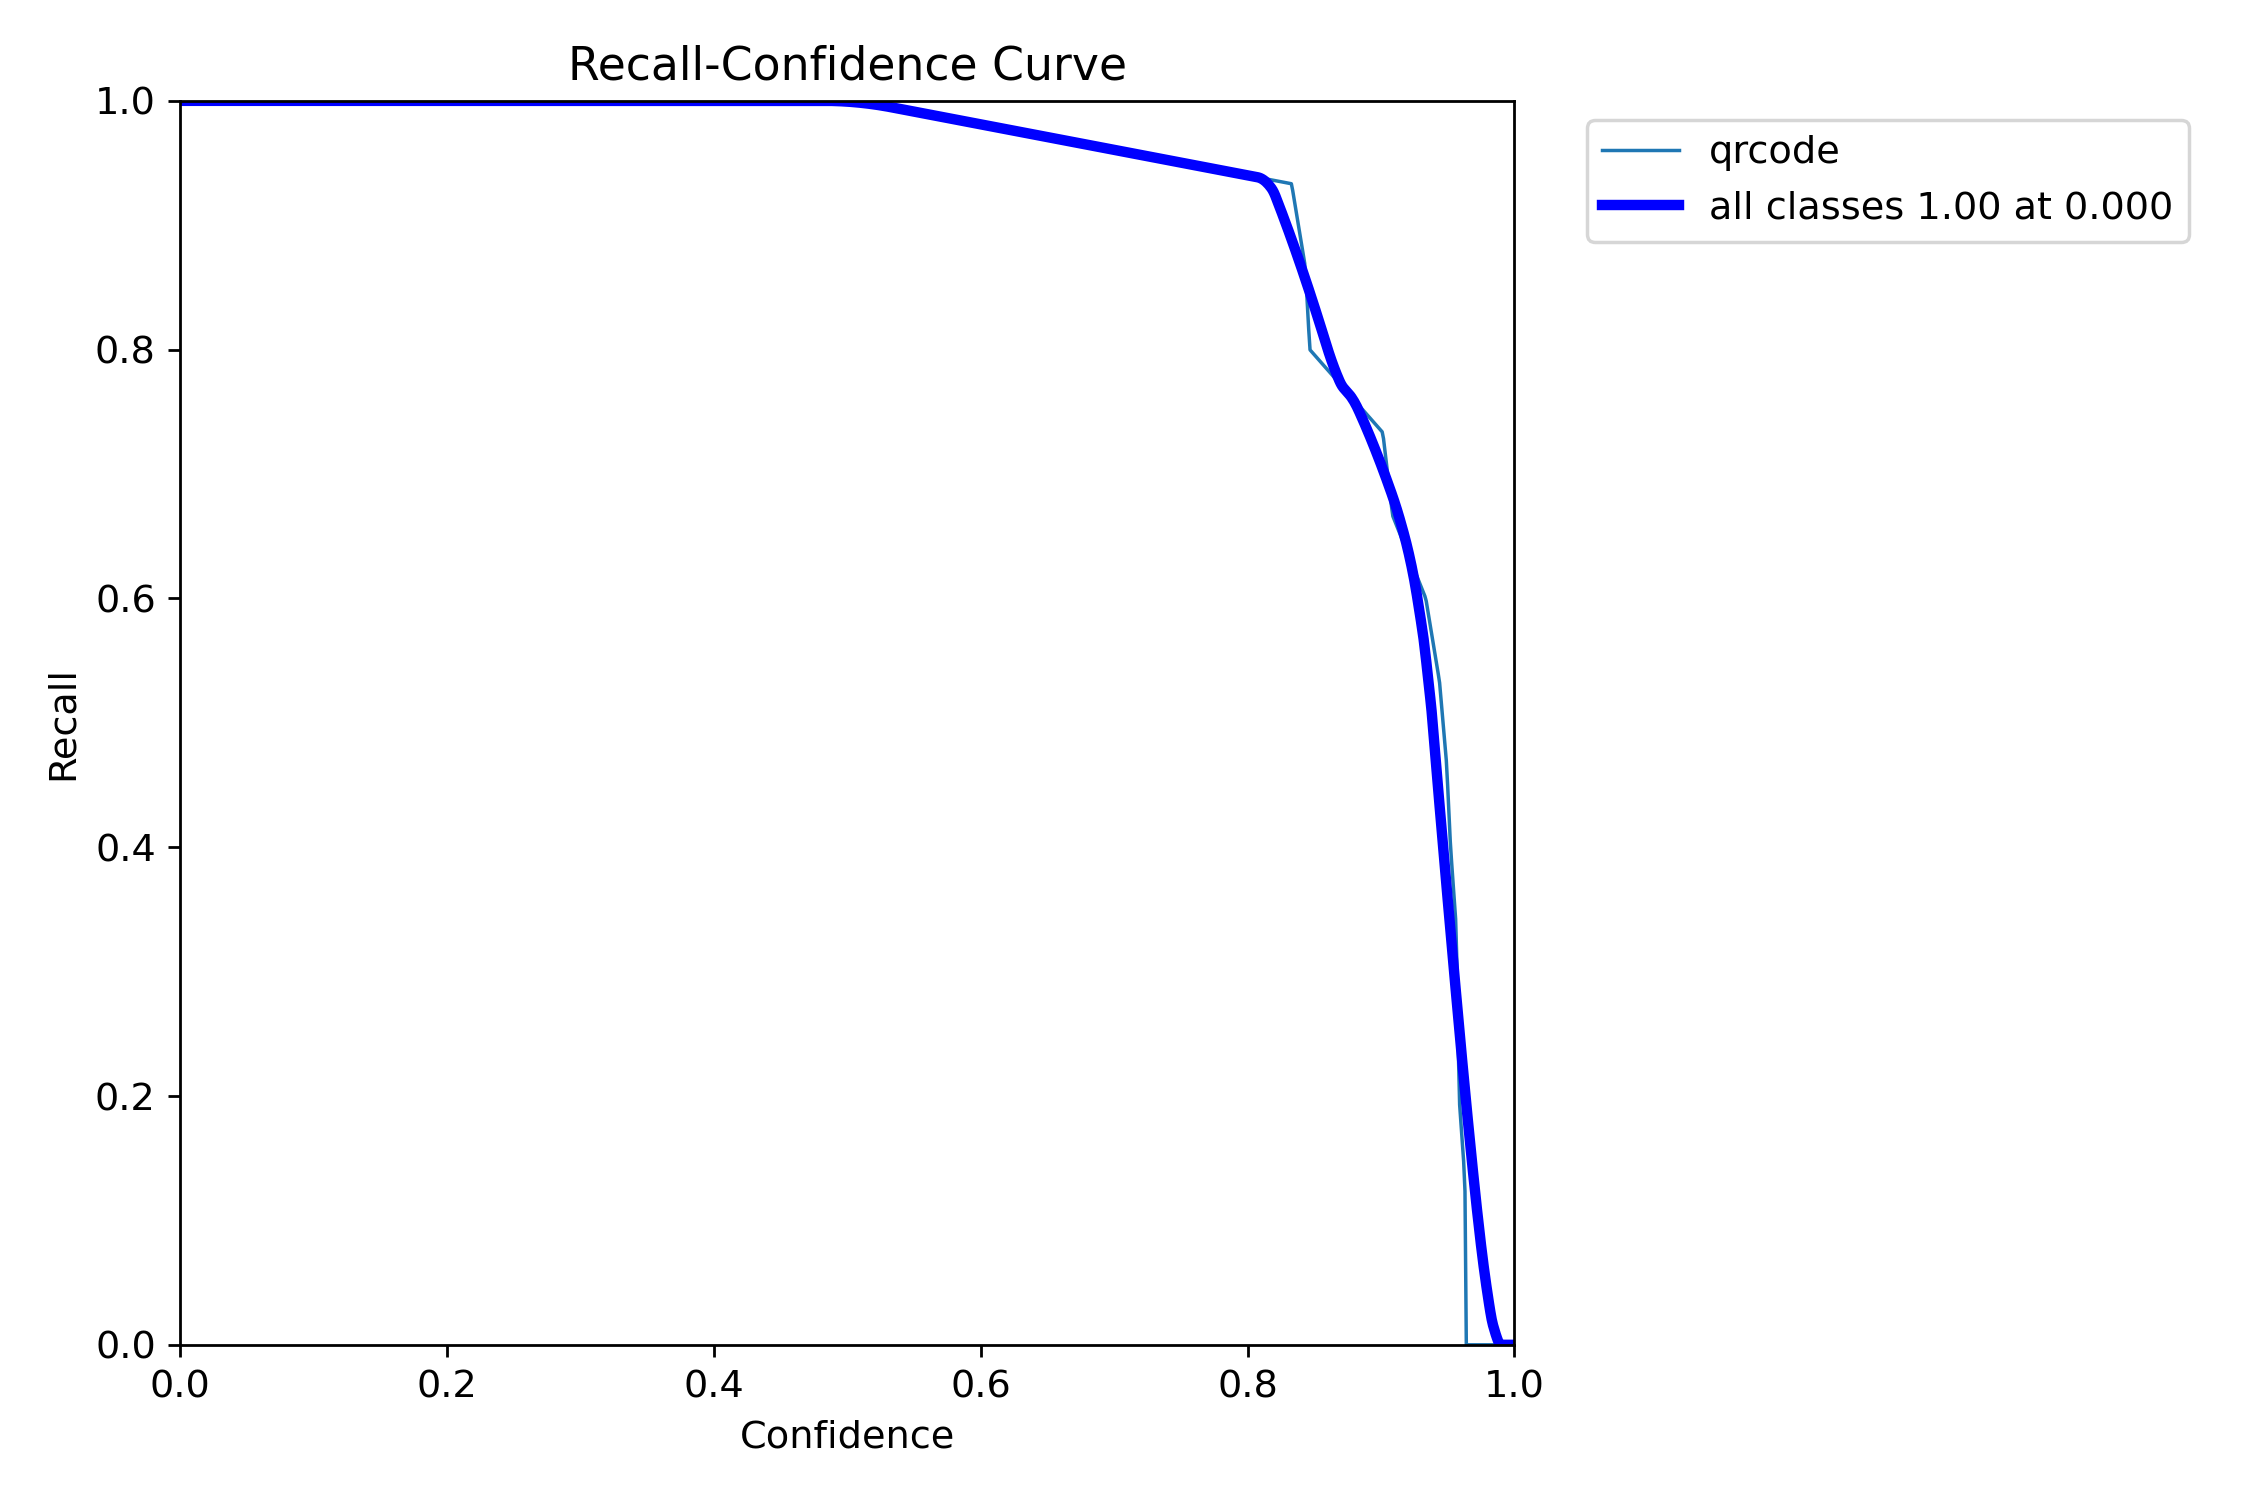 Recall-Confidence Curve
1.0
0.8
0.6
0.4
0.2
0.0
Recall
0.0 0.2 0.4 0.6 0.8 1.0
Confidence
qrcode
all classes 1.00 at 0.000